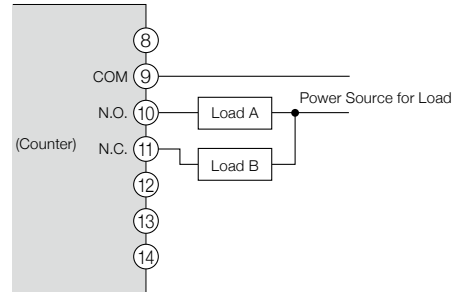 8
COM 9
Power Source for Load
N.O. 10 Load A
(Counter) N.C. 11
Load B
12
13
14